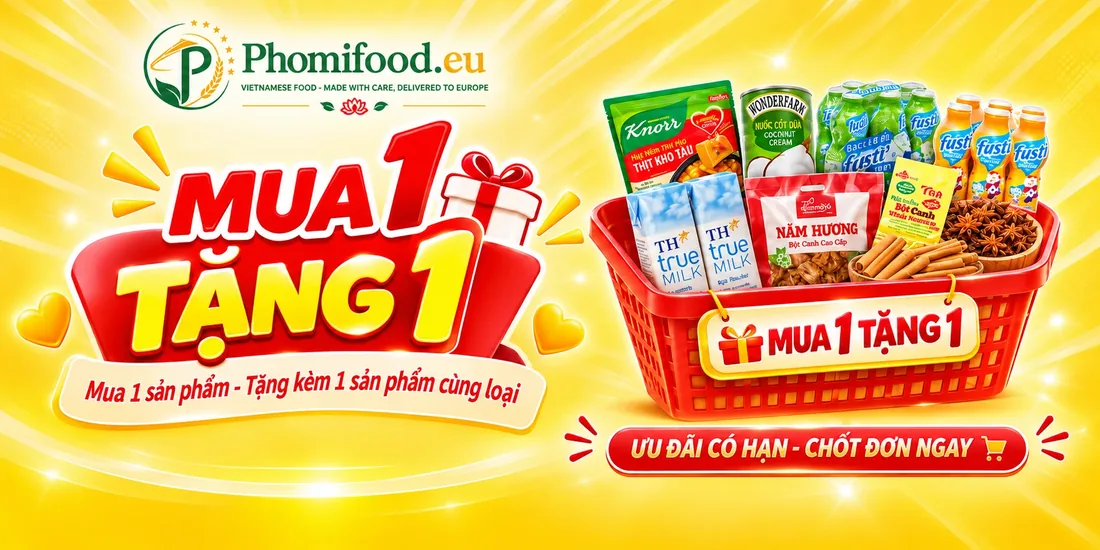 Phomifood.eu
VIETNAMESE FOOD - MADE WITH CARE, DELIVERED TO EUROPE
P
MUA 1
TẶNG 1
Mua 1 sản phẩm - Tặng kèm 1 sản phẩm cùng loại
Knorr
THỊT KHO TÀU
WONDERFARM
NƯỚC CỐT DỪA
COCONUT
CREAM
fusti
fusti
fusti
fusti
TH
true
MILK
TH
true
MILK
NĂM HƯƠNG
Bột Canh Cao Cấp
Bột Canh
MUA 1 TẶNG 1
ƯU ĐÃI CÓ HẠN - CHỐT ĐƠN NGAY